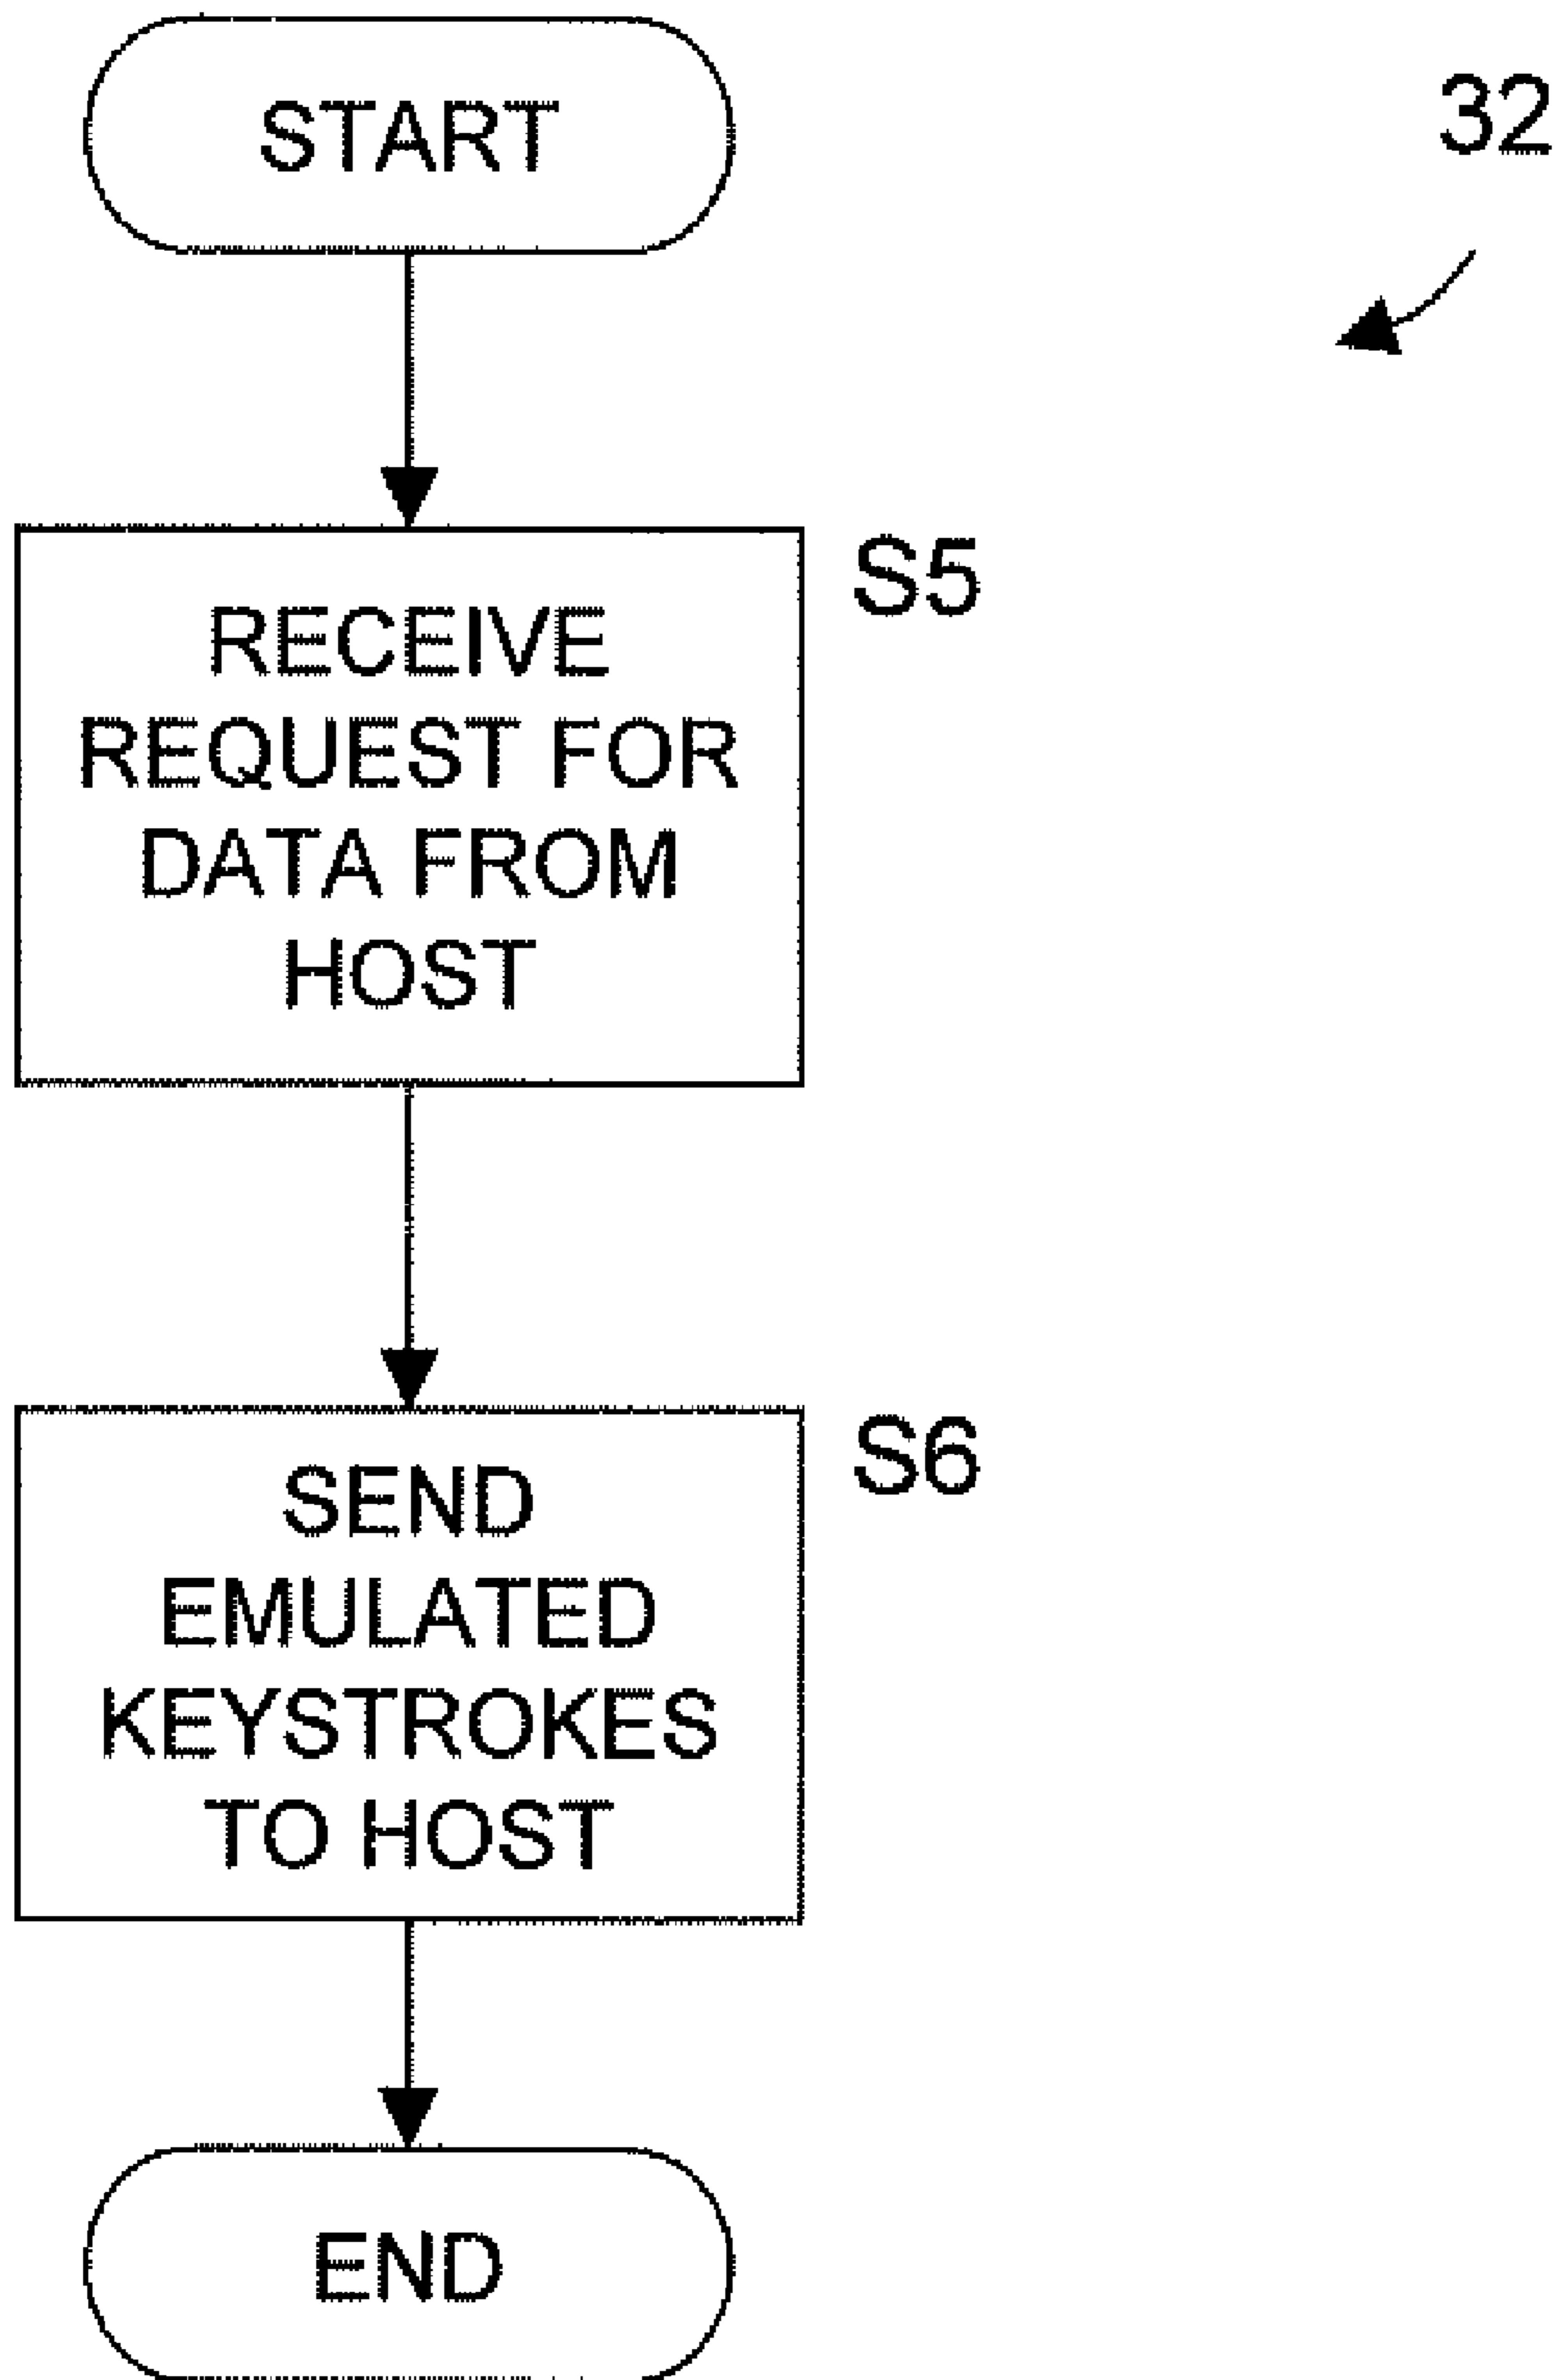 START
32
RECEIVE
REQUEST FOR
DATA FROM
HOST
S5
SEND
EMULATED
KEYSTROKES
TO HOST
S6
END